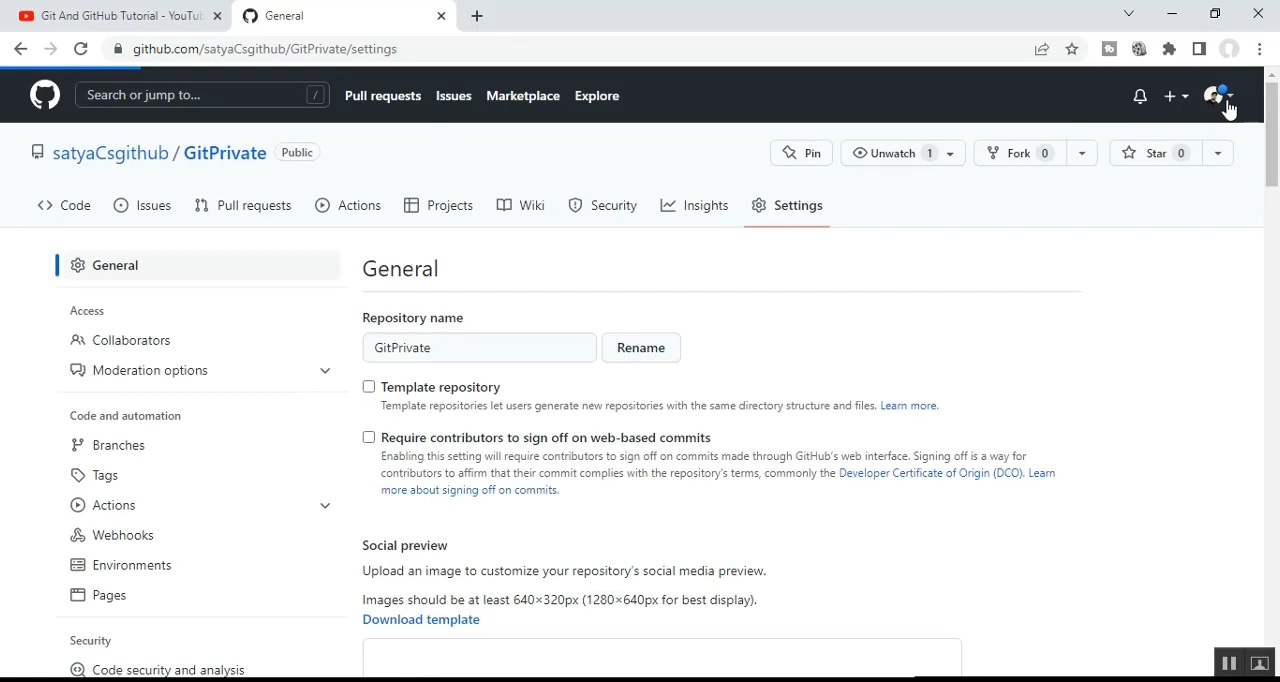 Git And GitHub Tutorial - YouTu
General
github.com/satyaCsgithub/GitPrivate/settings
Search or jump to...
/
Pull requests
Issues
Marketplace
Explore
satyaCsgithub / GitPrivate
Public
Pin
Unwatch 1
Fork 0
Star 0
Code
Issues
Pull requests
Actions
Projects
Wiki
Security
Insights
Settings
General
Access
Collaborators
Moderation options
Code and automation
Branches
Tags
Actions
Webhooks
Environments
Pages
Security
Code security and analysis
General
Repository name
GitPrivate
Rename
Template repository
Template repositories let users generate new repositories with the same directory structure and files. Learn more.
Require contributors to sign off on web-based commits
Enabling this setting will require contributors to sign off on commits made through GitHub's web interface. Signing off is a way for
contributors to affirm that their commit complies with the repository's terms, commonly the Developer Certificate of Origin (DCO). Learn
more about signing off on commits.
Social preview
Upload an image to customize your repository's social media preview.
Images should be at least 640×320px (1280×640px for best display).
Download template